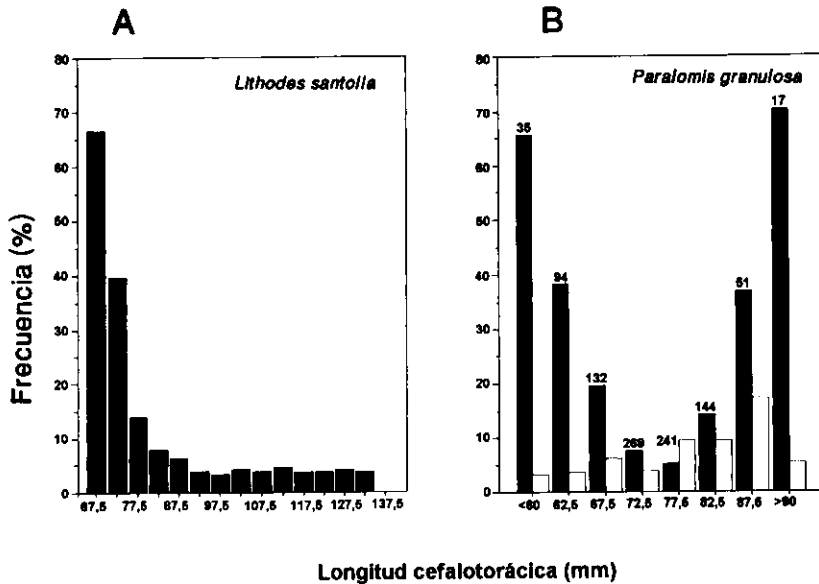 A
B
Lithodes santolla
Paralomis granulosa
Frecuencia (%)
80
70
60
50
40
30
20
10
0
67,5 77,5 87,5 97,5 107,5 117,5 127,5 137,5
80
70
60
50
40
30
20
10
0
35 94 132 269 241 144 51 17
<60 62,5 67,5 72,5 77,5 82,5 87,5 >90
Longitud cefalotorácica (mm)